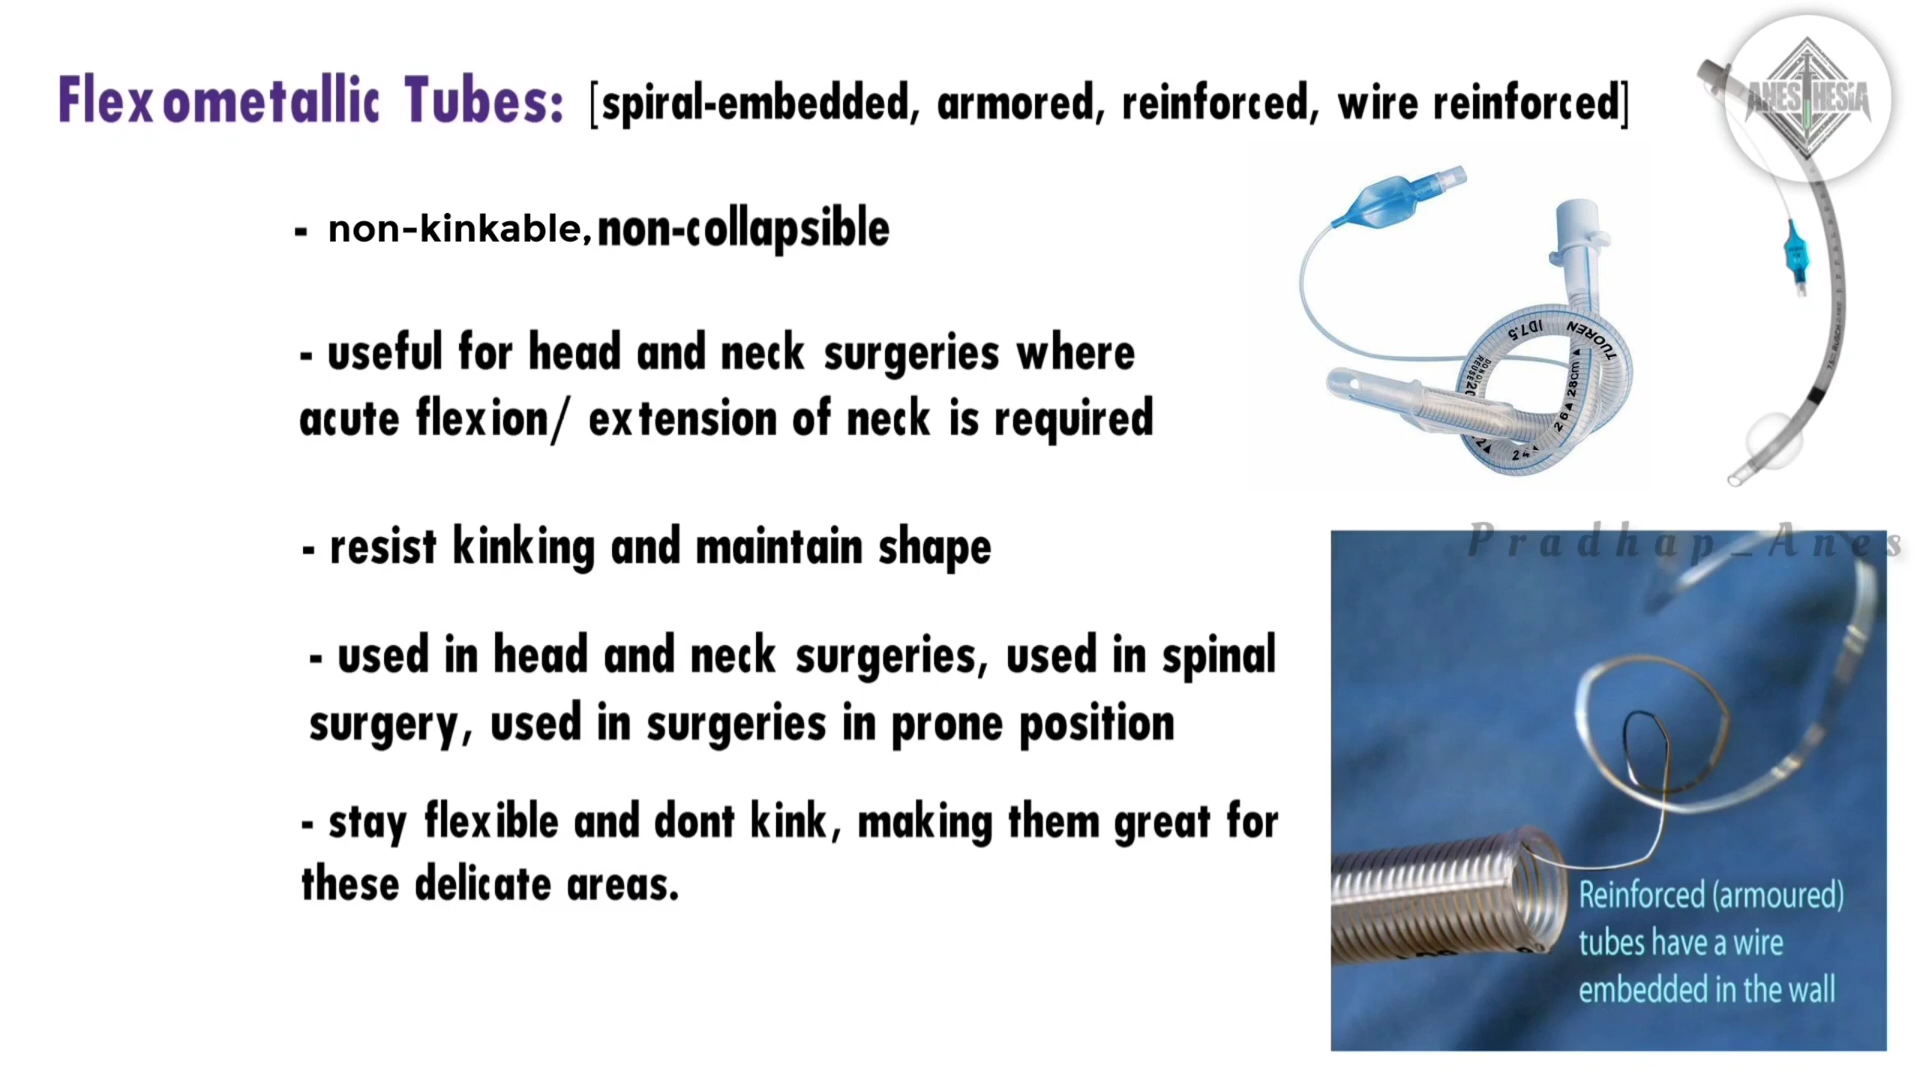 Flexometallic Tubes: [spiral-embedded, armored, reinforced, wire reinforced]
ANESTHESIA
- non-kinkable, non-collapsible
- useful for head and neck surgeries where
acute flexion/ extension of neck is required
- resist kinking and maintain shape
- used in head and neck surgeries, used in spinal
surgery, used in surgeries in prone position
- stay flexible and dont kink, making them great for
these delicate areas.
TUOREN
ID7.5
28cm
26
24
Pradhap_Anes
Reinforced (armoured)
tubes have a wire
embedded in the wall